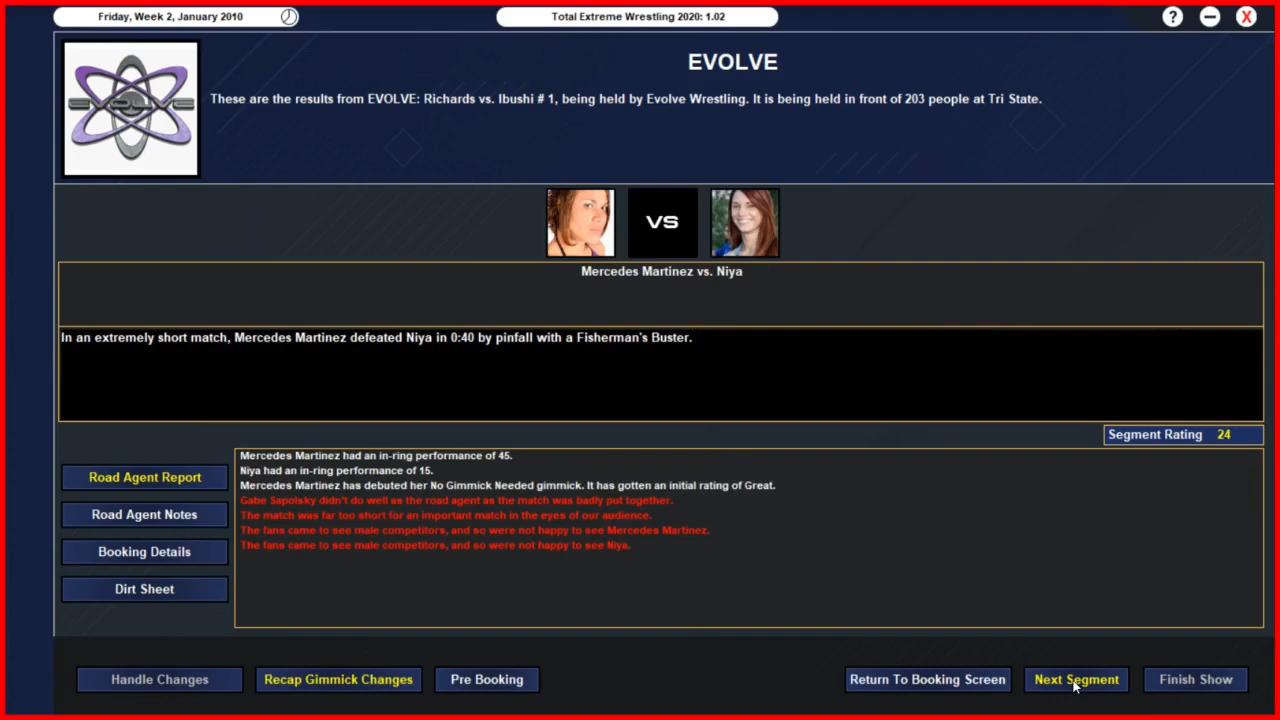 Friday, Week 2, January 2010
Total Extreme Wrestling 2020: 1.02
?
X
EVOLVE
EVOLVE
These are the results from EVOLVE: Richards vs. Ibushi # 1, being held by Evolve Wrestling. It is being held in front of 203 people at Tri State.
VS
Mercedes Martinez vs. Niya
In an extremely short match, Mercedes Martinez defeated Niya in 0:40 by pinfall with a Fisherman's Buster.
Segment Rating 24
Road Agent Report
Road Agent Notes
Booking Details
Dirt Sheet
Mercedes Martinez had an in-ring performance of 45.
Niya had an in-ring performance of 15.
Mercedes Martinez has debuted her No Gimmick Needed gimmick. It has gotten an initial rating of Great.
Gabe Sapolsky didn't do well as the road agent as the match was badly put together.
The match was far too short for an important match in the eyes of our audience.
The fans came to see male competitors, and so were not happy to see Mercedes Martinez.
The fans came to see male competitors, and so were not happy to see Niya.
Handle Changes
Recap Gimmick Changes
Pre Booking
Return To Booking Screen
Next Segment
Finish Show